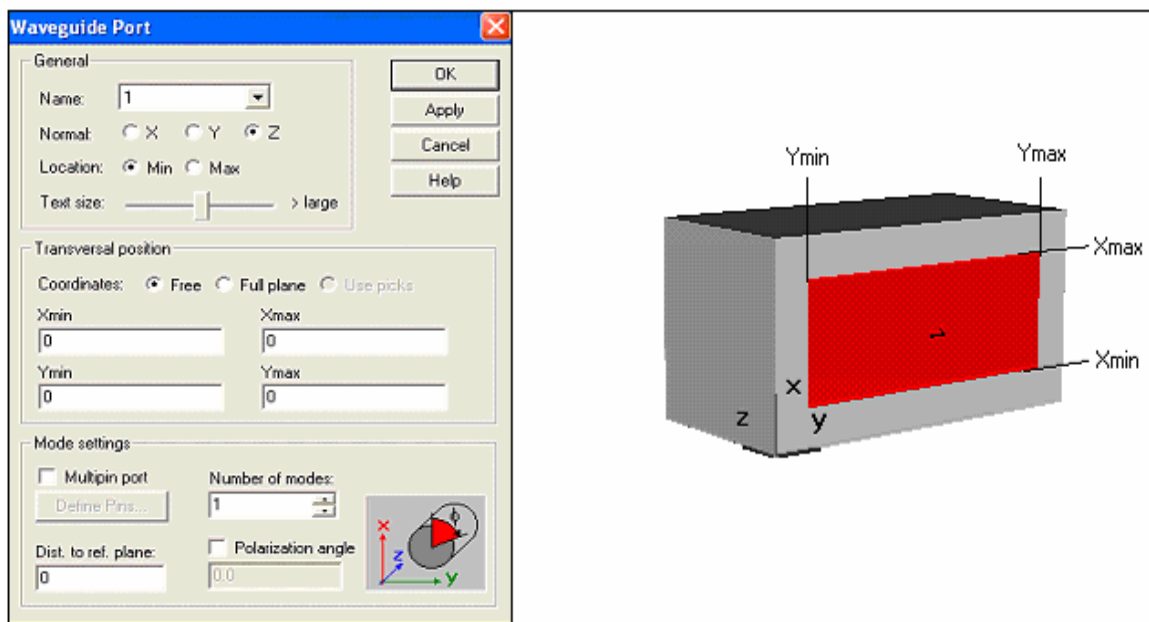 Waveguide Port
General
Name: 1
Normal: X Y Z
Location: Min Max
Text size: > large
OK
Apply
Cancel
Help
Transversal position
Coordinates: Free Full plane Use picks
Xmin Xmax
0 0
Ymin Ymax
0 0
Mode settings
Multipin port
Define Pins...
Number of modes:
1
Dist. to ref. plane:
0
Polarization angle
0.0
x
z
y
ϕ
Ymin Ymax
Xmax
Xmin
1
x
z y